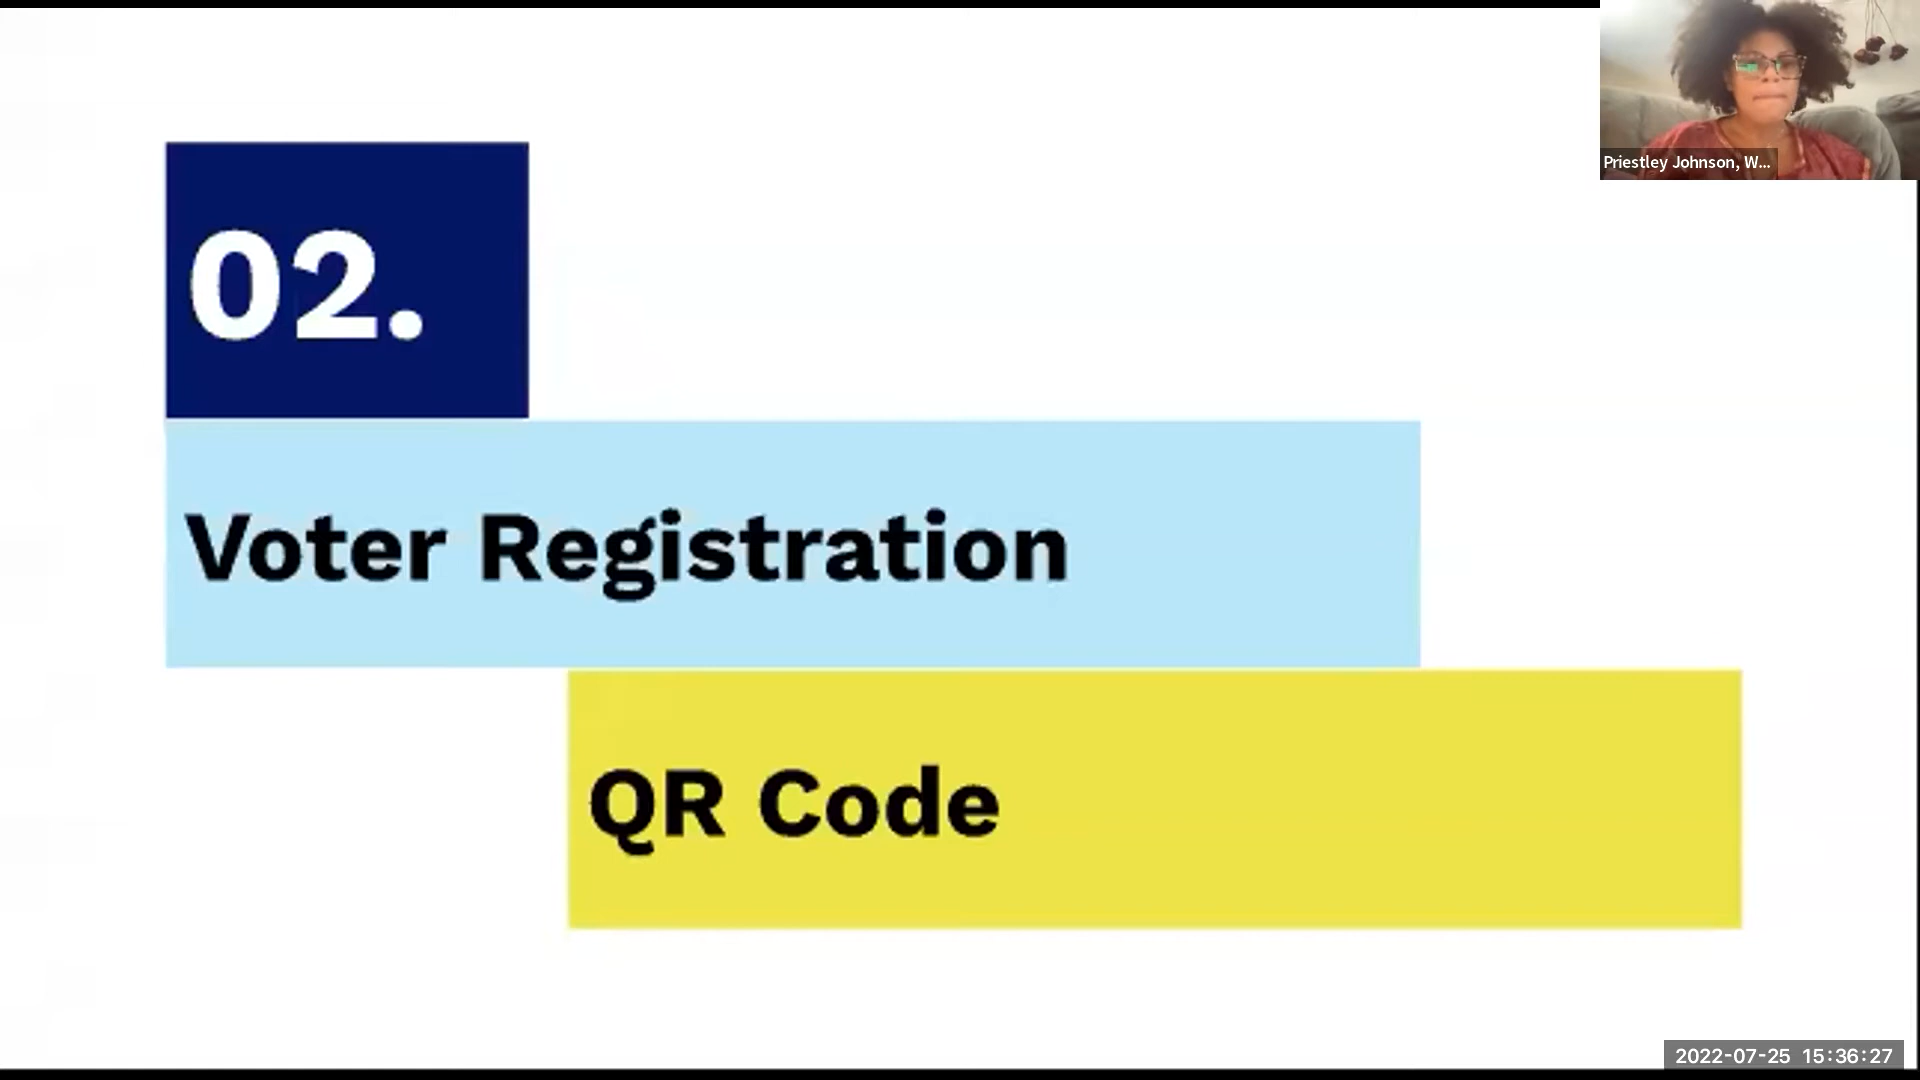 Priestley Johnson, W...
02.
Voter Registration
QR Code
2022-07-25 15:36:27